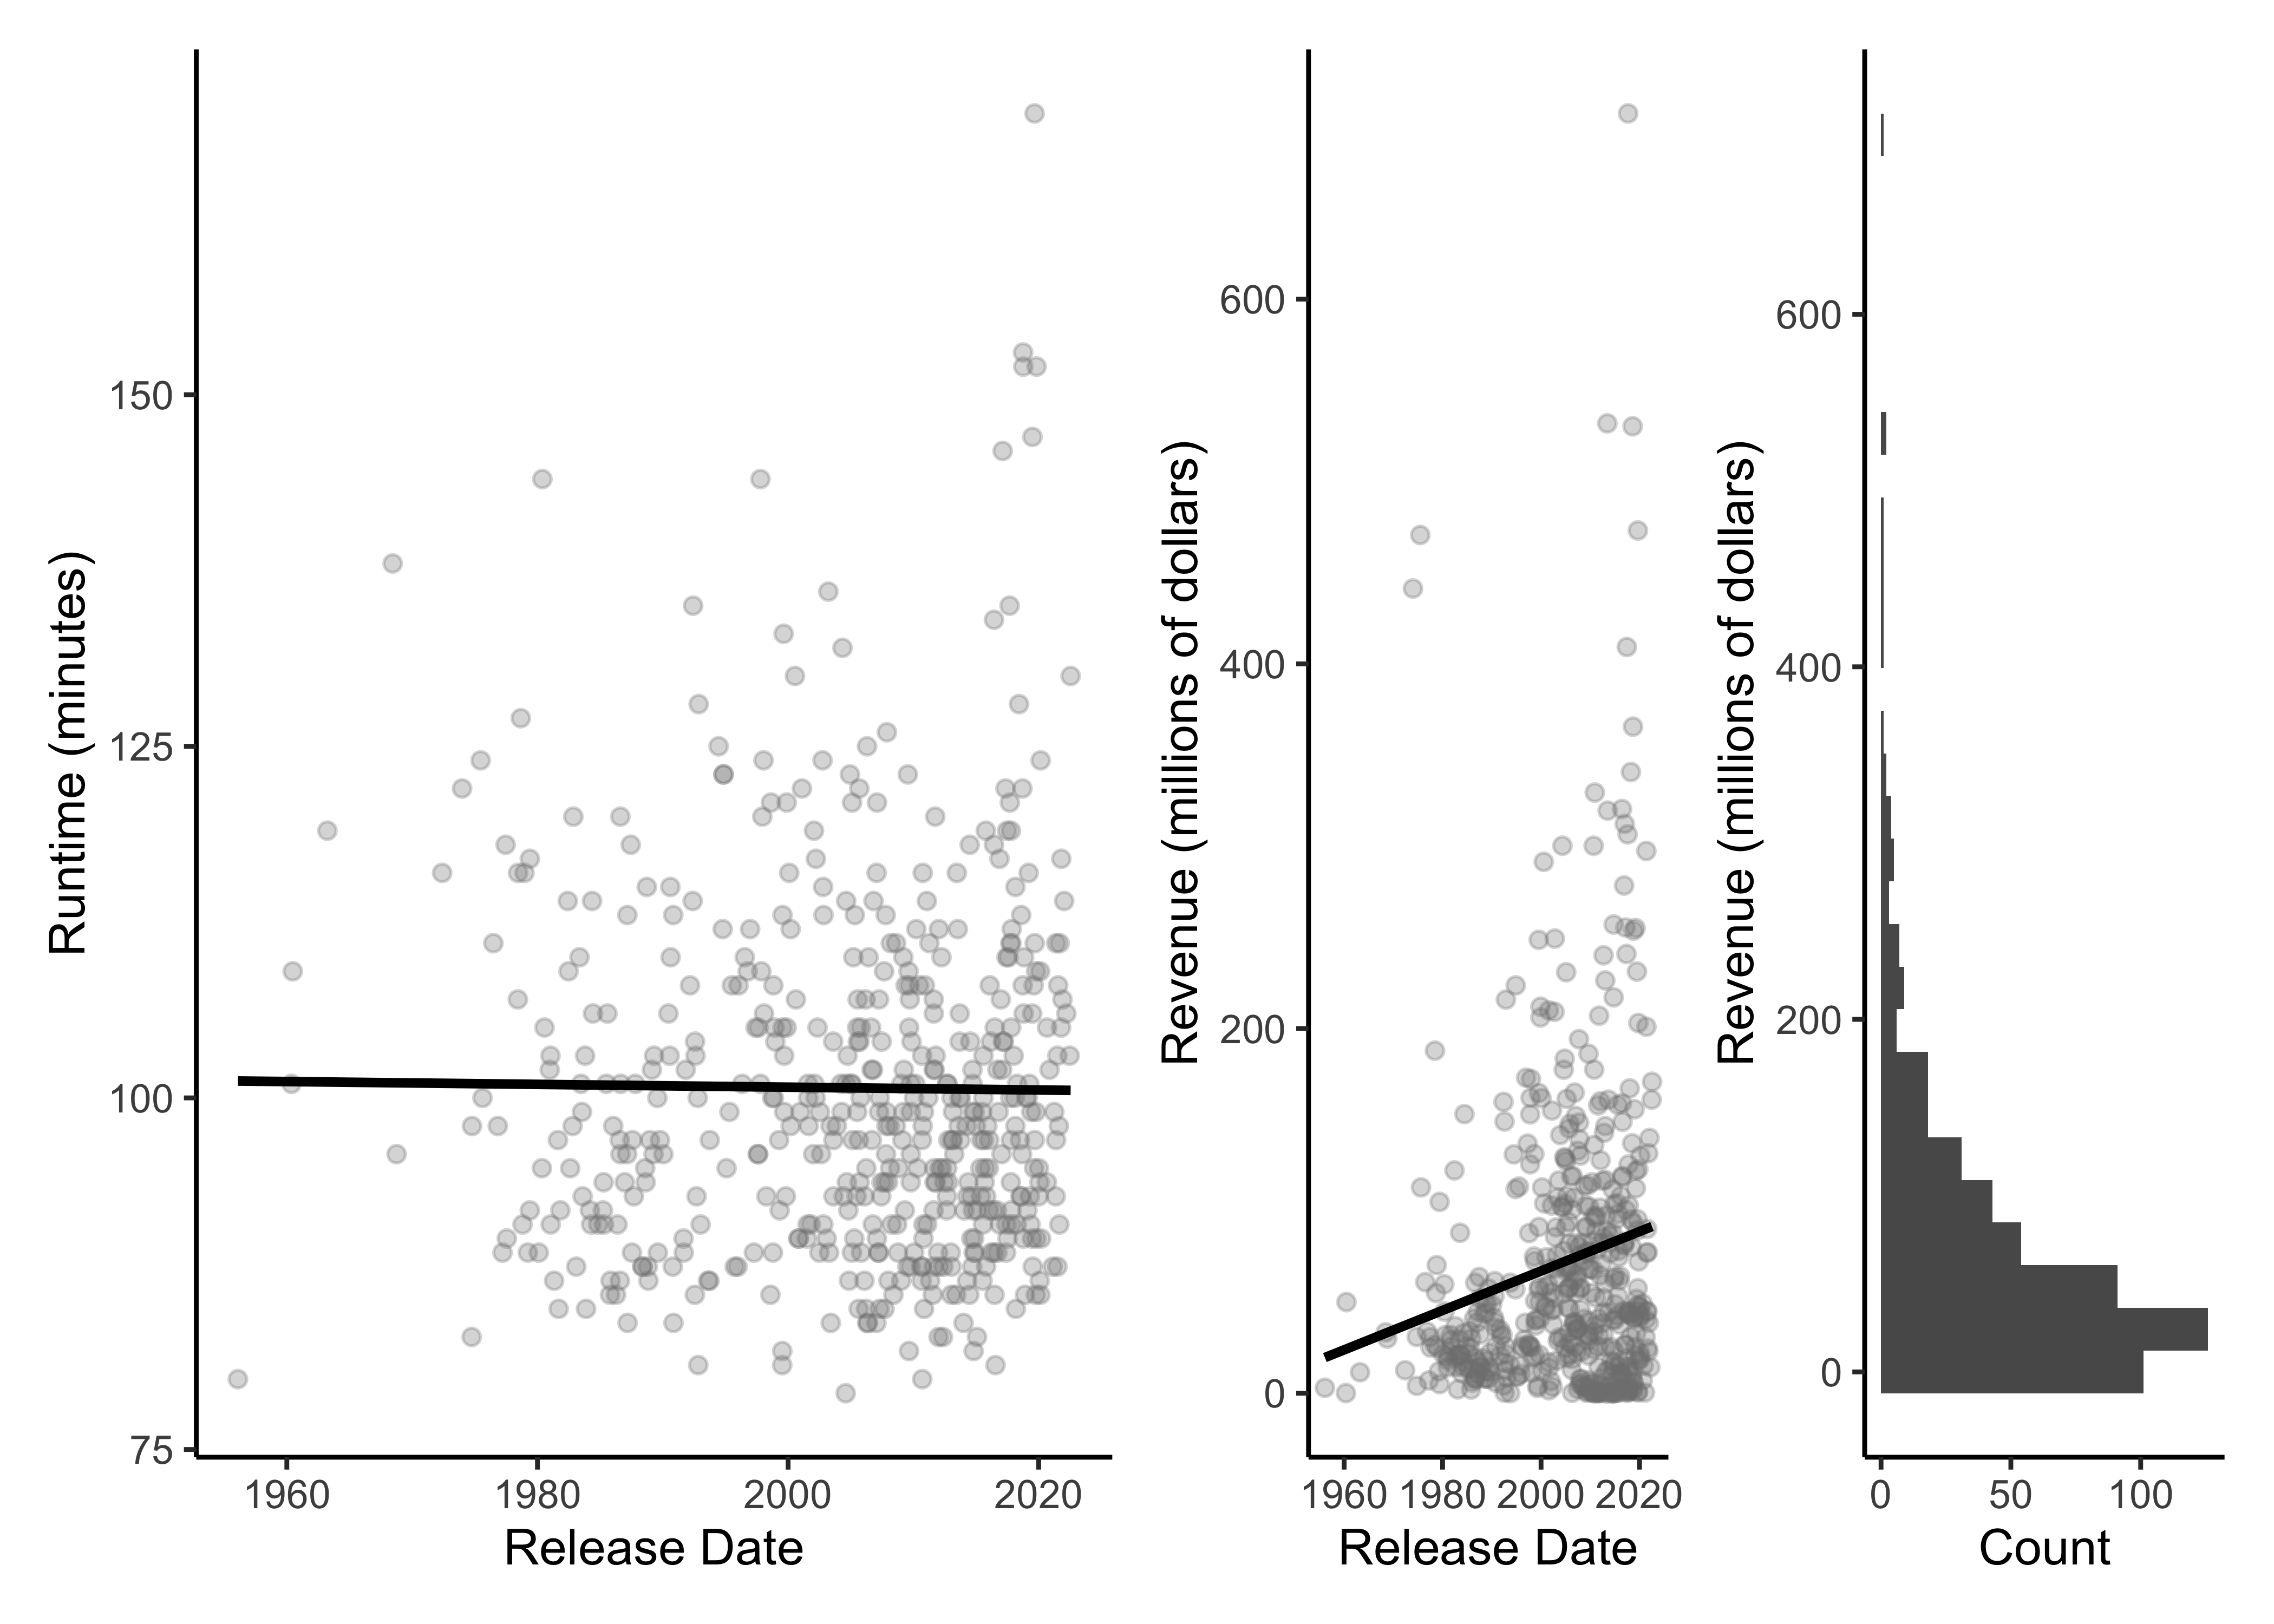 Runtime (minutes)
150
125
100
75
1960 1980 2000 2020
Release Date
Revenue (millions of dollars)
600
400
200
0
1960 1980 2000 2020
Release Date
Revenue (millions of dollars)
600
400
200
0
0 50 100
Count